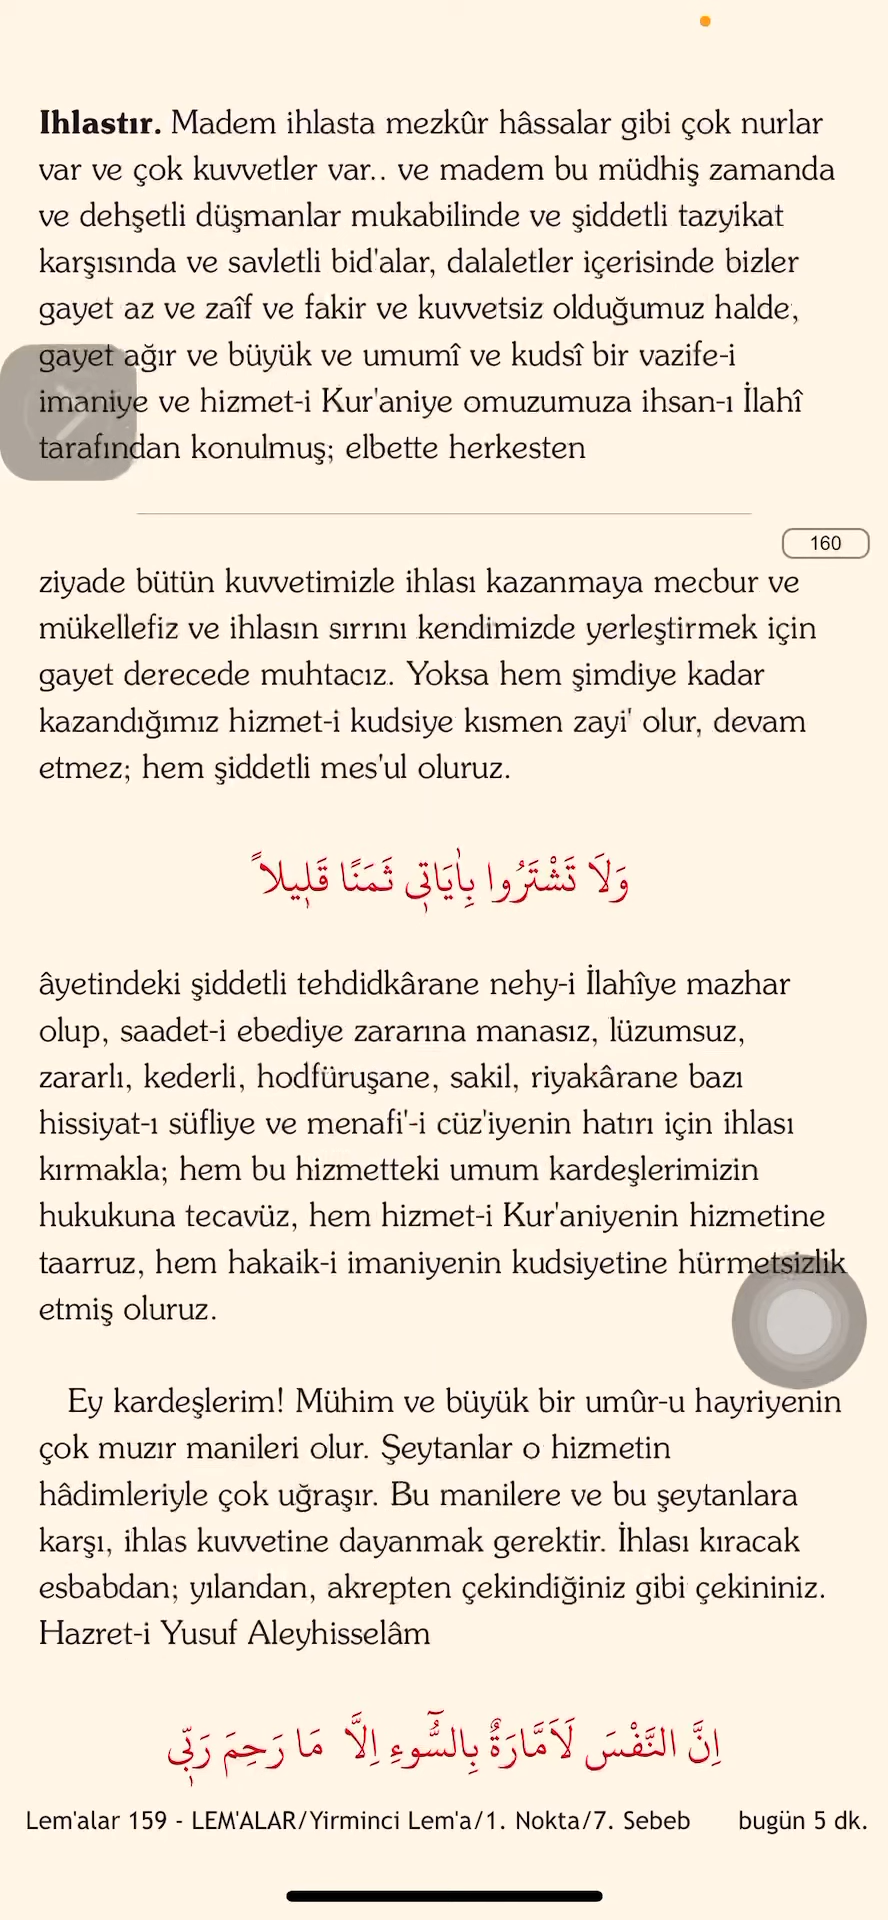 Ihlastır. Madem ihlasta mezkûr hâssalar gibi çok nurlar
var ve çok kuvvetler var.. ve madem bu müdhiş zamanda
ve dehşetli düşmanlar mukabilinde ve şiddetli tazyikat
karşısında ve savletli bid'alar, dalaletler içerisinde bizler
gayet az ve zaîf ve fakir ve kuvvetsiz olduğumuz halde,
gayet ağır ve büyük ve umumî ve kudsî bir vazife-i
imaniye ve hizmet-i Kur'aniye omuzumuza ihsan-ı İlahî
tarafından konulmuş; elbette herkesten
160
ziyade bütün kuvvetimizle ihlası kazanmaya mecbur ve
mükellefiz ve ihlasın sırrını kendimizde yerleştirmek için
gayet derecede muhtacız. Yoksa hem şimdiye kadar
kazandığımız hizmet-i kudsiye kısmen zayi' olur, devam
etmez; hem şiddetli mes'ul oluruz.
وَلَا تَشْتَرُوا بِاٰيَاتٖى ثَمَنًا قَلٖيلاً
âyetindeki şiddetli tehdidkârane nehy-i İlahîye mazhar
olup, saadet-i ebediye zararına manasız, lüzumsuz,
zararlı, kederli, hodfüruşane, sakil, riyakârane bazı
hissiyat-ı süfliye ve menafi'-i cüz'iyenin hatırı için ihlası
kırmakla; hem bu hizmetteki umum kardeşlerimizin
hukukuna tecavüz, hem hizmet-i Kur'aniyenin hizmetine
taarruz, hem hakaik-i imaniyenin kudsiyetine hürmetsizlik
etmiş oluruz.
Ey kardeşlerim! Mühim ve büyük bir umûr-u hayriyenin
çok muzır manileri olur. Şeytanlar o hizmetin
hâdimleriyle çok uğraşır. Bu manilere ve bu şeytanlara
karşı, ihlas kuvvetine dayanmak gerektir. İhlası kıracak
esbabdan; yılandan, akrepten çekindiğiniz gibi çekininiz.
Hazret-i Yusuf Aleyhisselâm
اِنَّ النَّفْسَ لَاَمَّارَةٌ بِالسُّٓوءِ اِلَّا مَا رَحِمَ رَبّٖى
Lem'alar 159 - LEM'ALAR/Yirminci Lem'a/1. Nokta/7. Sebeb bugün 5 dk.